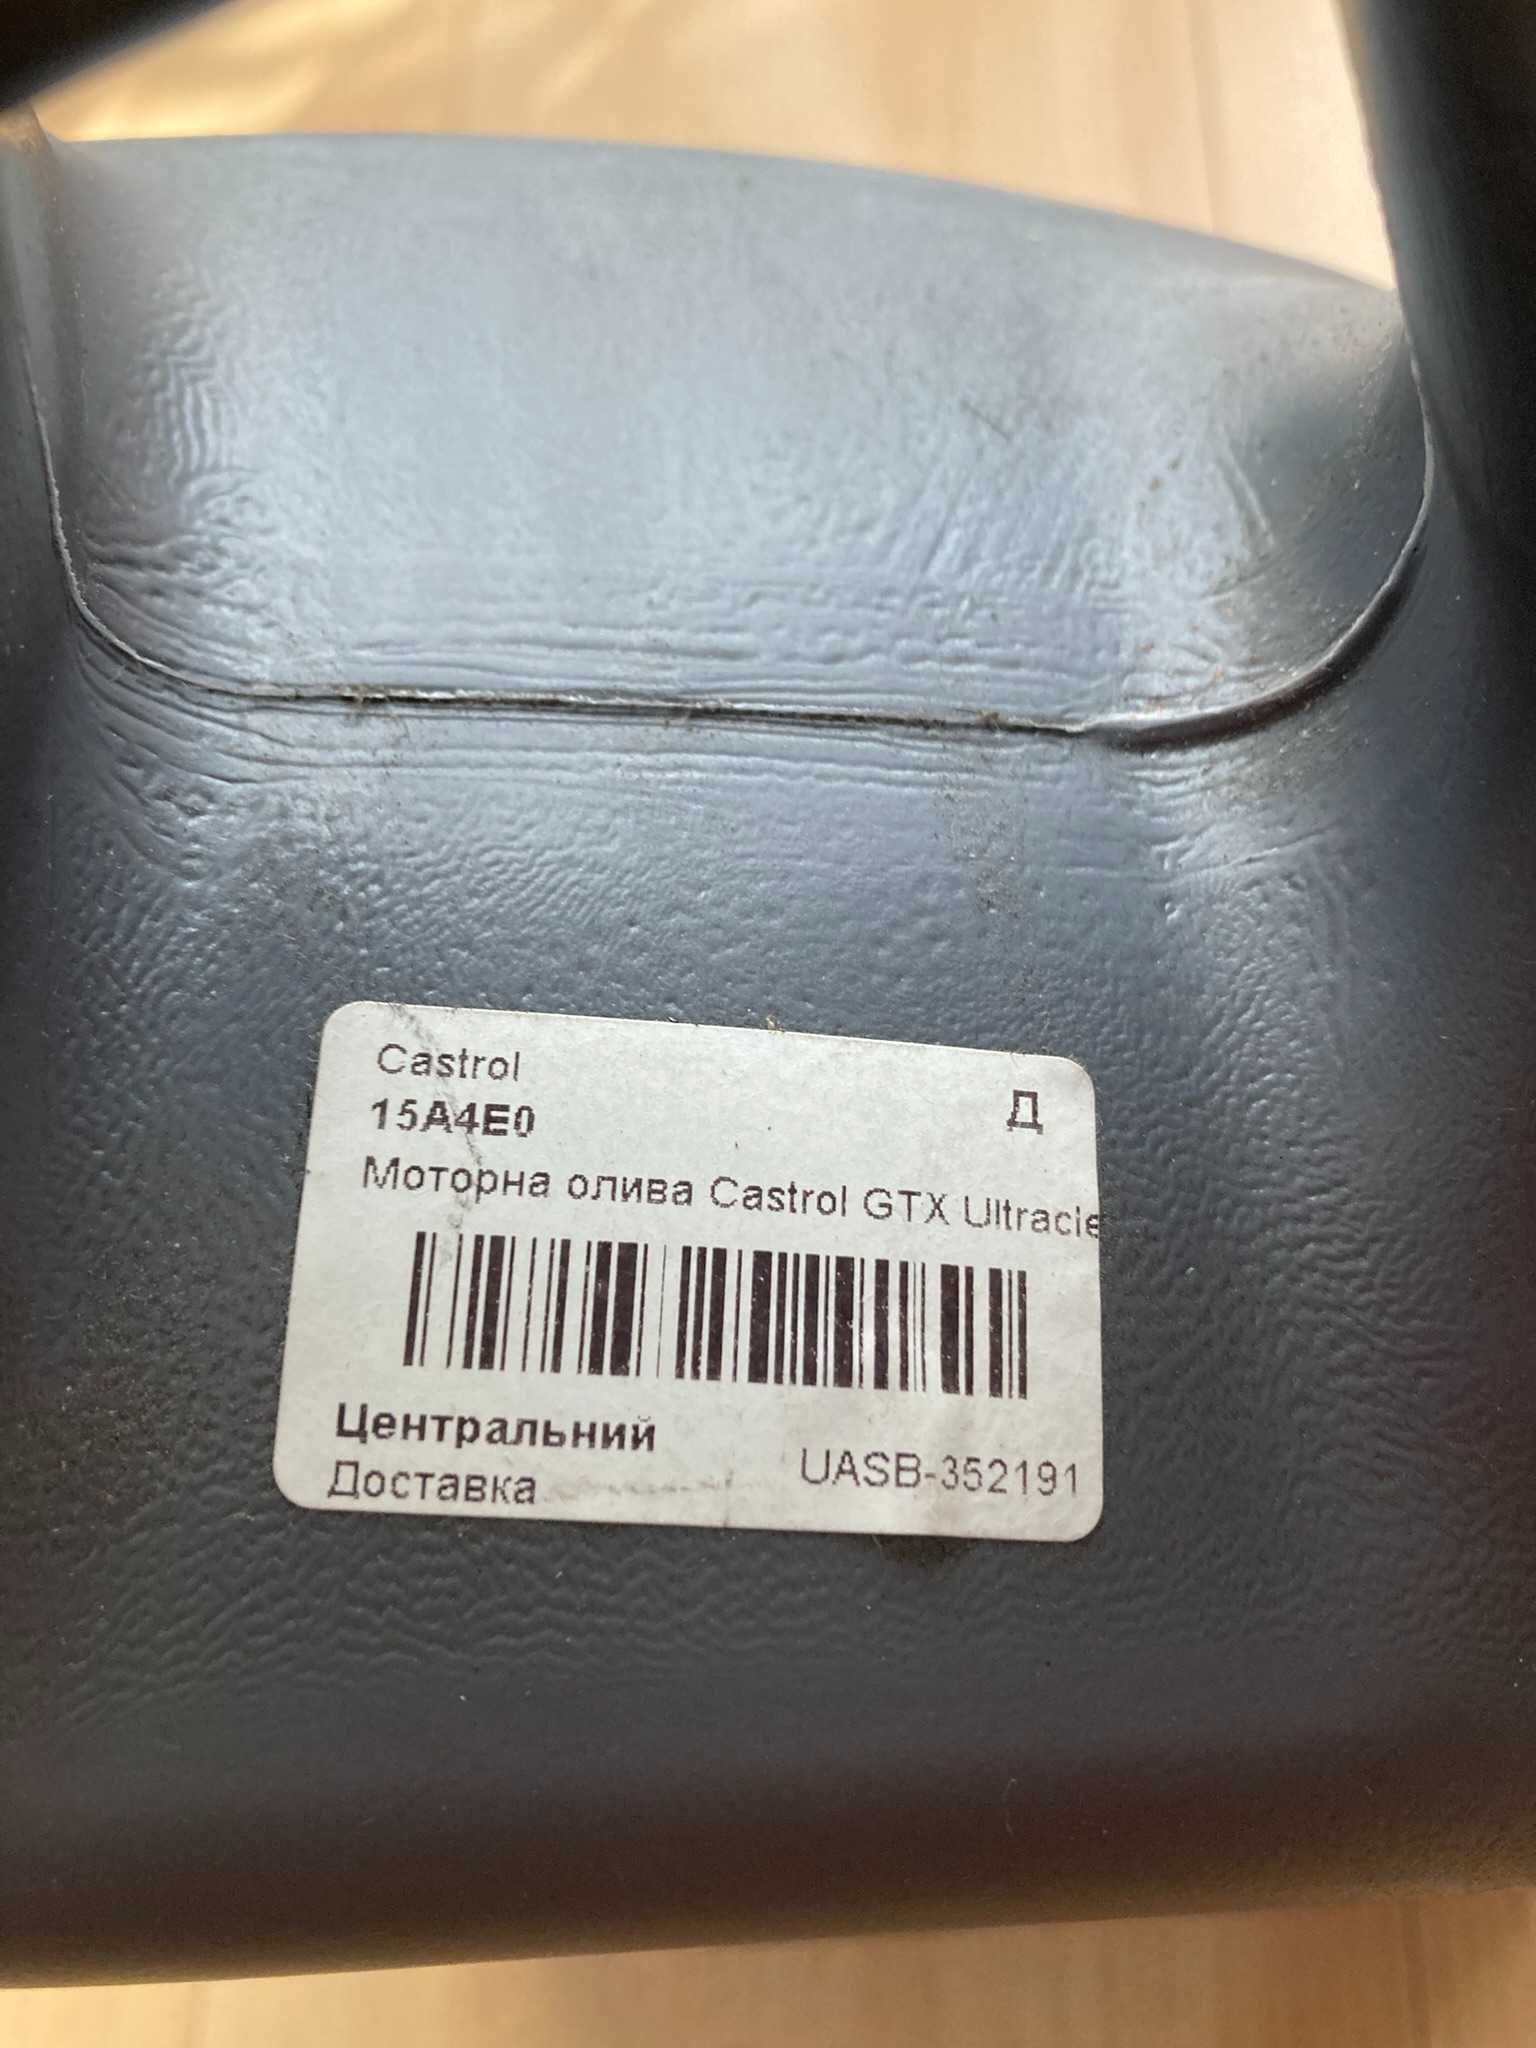 Castrol
15A4E0
Д
Моторна олива Castrol GTX Ultracle
Центральний
Доставка
UASB-352191